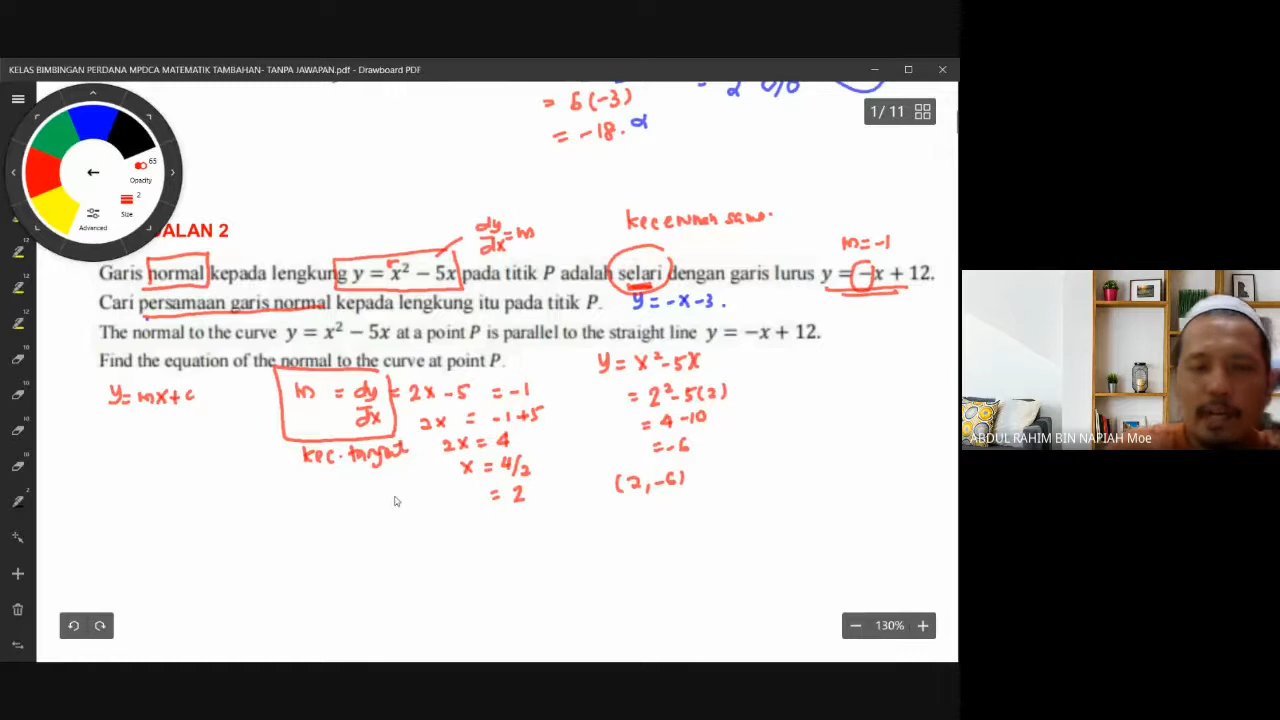 KELAS BIMBINGAN PERDANA MPDCA MATEMATIK TAMBAHAN- TANPA JAWAPAN.pdf - Drawboard PDF
= 6(-3)
= -18.
1 / 11
65
Opacity
2
Size
Advanced
kecerunan sama.
dy/dx = m
ALAN 2
m = -1
Garis normal kepada lengkung y = x² − 5x pada titik P adalah selari dengan garis lurus y = −x + 12.
Cari persamaan garis normal kepada lengkung itu pada titik P.
y = -x - 3.
The normal to the curve y = x² − 5x at a point P is parallel to the straight line y = −x + 12.
Find the equation of the normal to the curve at point P.
y = mx + c
m = dy/dx = 2x - 5 = -1
2x = -1 + 5
2x = 4
x = 4/2
= 2
kec. tangent
y = x² - 5x
= 2² - 5(2)
= 4 - 10
= -6
(2, -6)
130%
ABDUL RAHIM BIN NAPIAH Moe